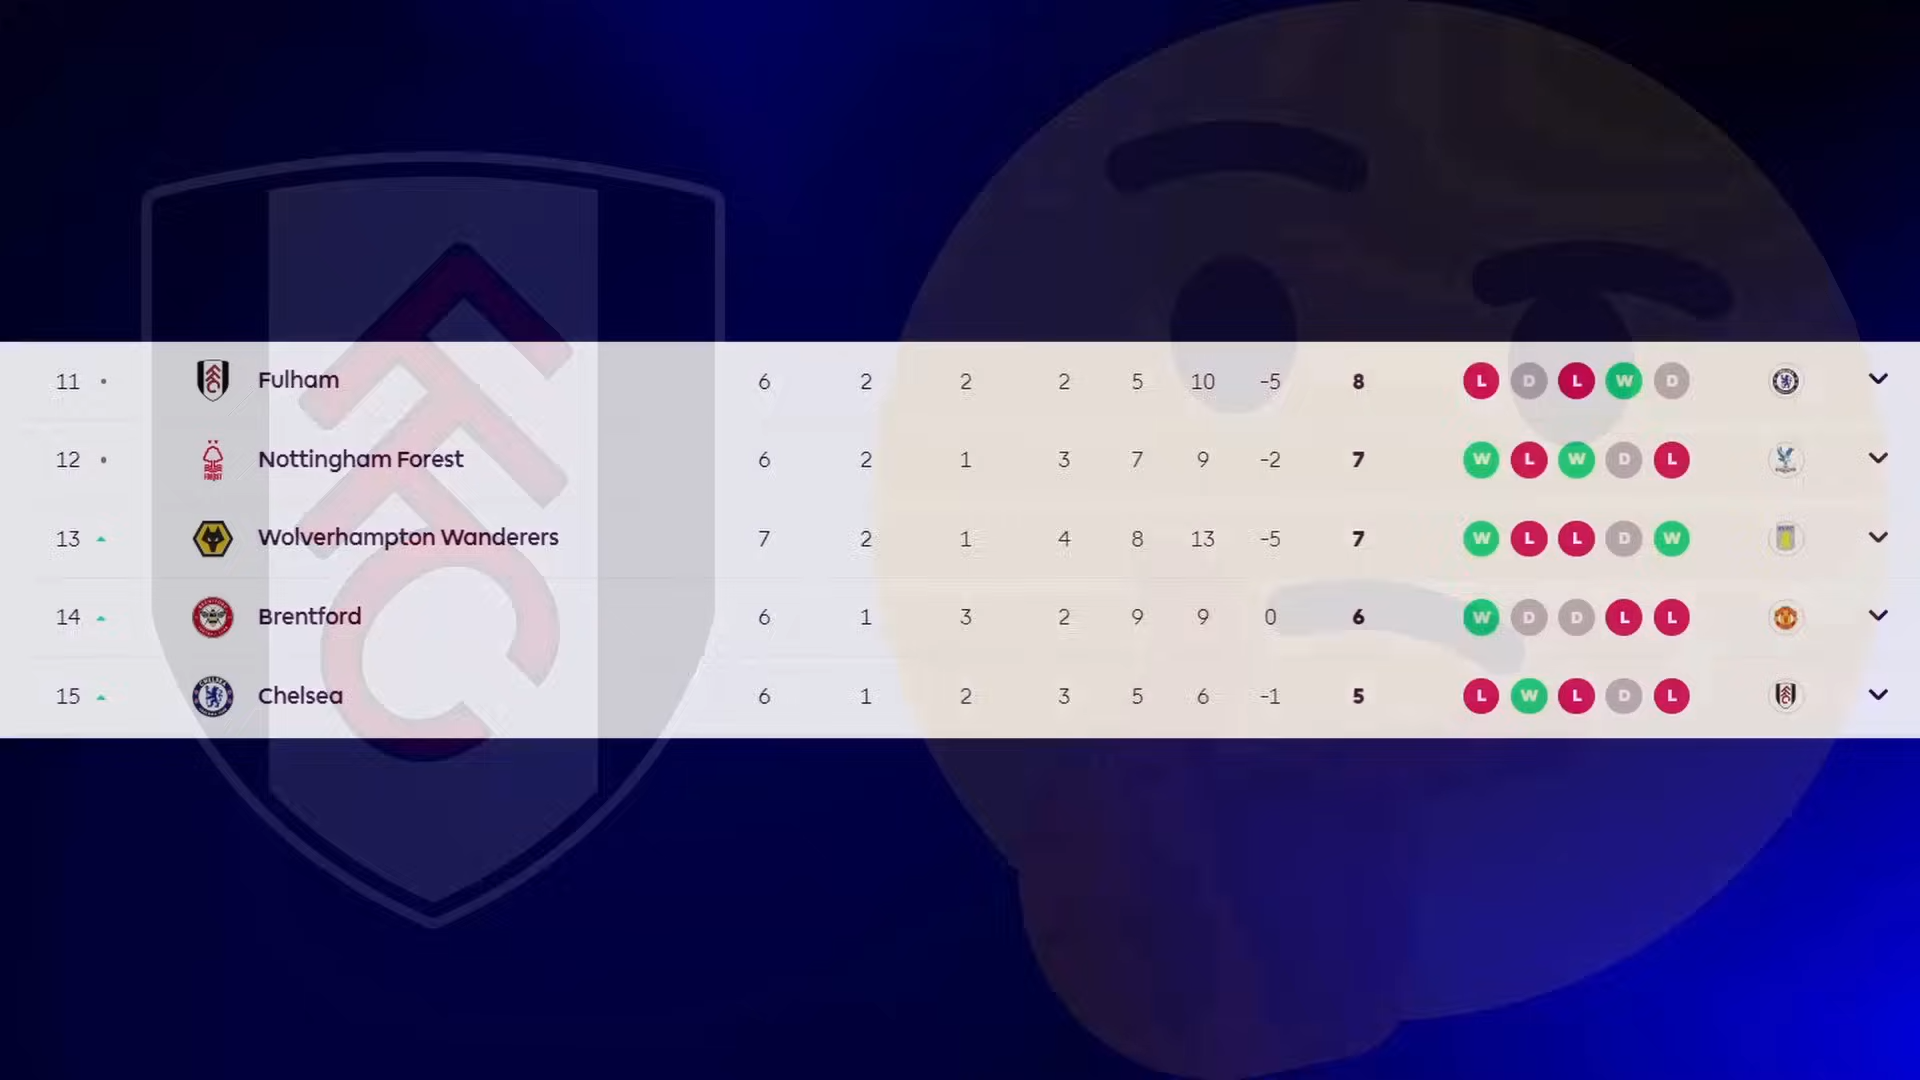 11 Fulham 6 2 2 2 5 10 -5 8 L D L W D
12 Nottingham Forest 6 2 1 3 7 9 -2 7 W L W D L
13 Wolverhampton Wanderers 7 2 1 4 8 13 -5 7 W L L D W
14 Brentford 6 1 3 2 9 9 0 6 W D D L L
15 Chelsea 6 1 2 3 5 6 -1 5 L W L D L
FFC